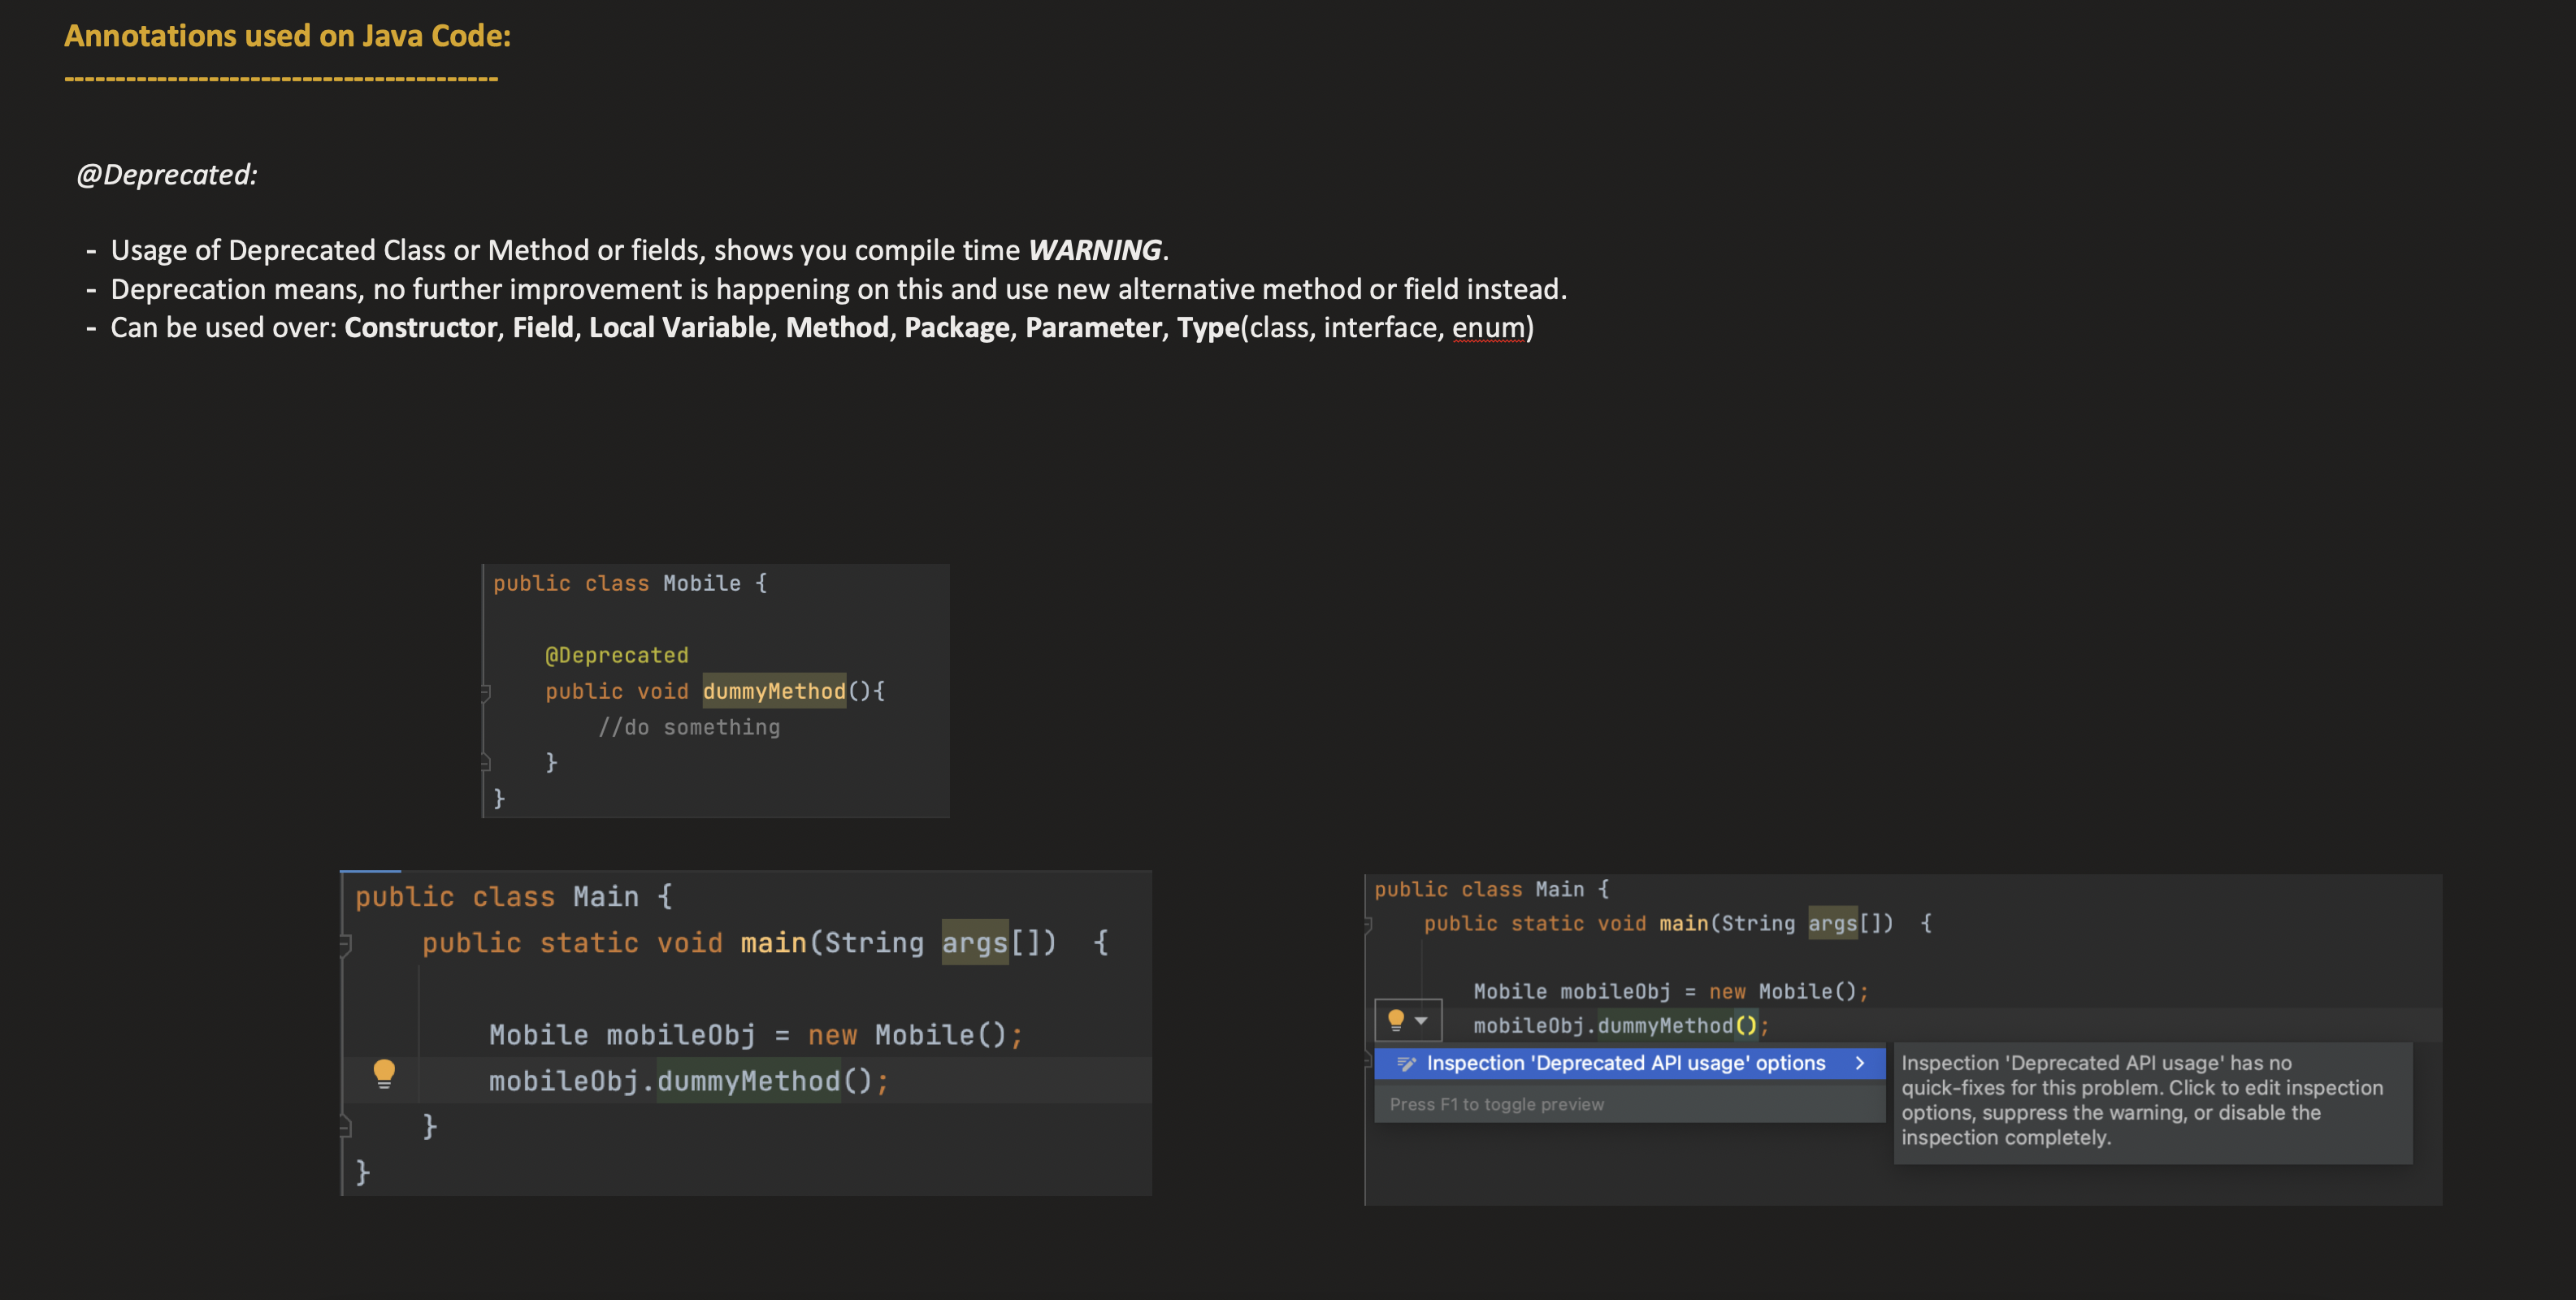 Annotations used on Java Code:
------------------------------------------
@Deprecated:
- Usage of Deprecated Class or Method or fields, shows you compile time WARNING.
- Deprecation means, no further improvement is happening on this and use new alternative method or field instead.
- Can be used over: Constructor, Field, Local Variable, Method, Package, Parameter, Type(class, interface, enum)
public class Mobile {
@Deprecated
public void dummyMethod(){
//do something
}
}
public class Main {
public static void main(String args[]) {
Mobile mobileObj = new Mobile();
mobileObj.dummyMethod();
}
}
public class Main {
public static void main(String args[]) {
Mobile mobileObj = new Mobile();
mobileObj.dummyMethod();
Inspection 'Deprecated API usage' options
Press F1 to toggle preview
Inspection 'Deprecated API usage' has no
quick-fixes for this problem. Click to edit inspection
options, suppress the warning, or disable the
inspection completely.